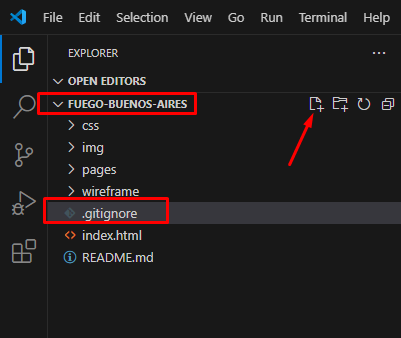 File Edit Selection View Go Run Terminal Help
EXPLORER
OPEN EDITORS
FUEGO-BUENOS-AIRES
css
img
pages
wireframe
.gitignore
index.html
README.md